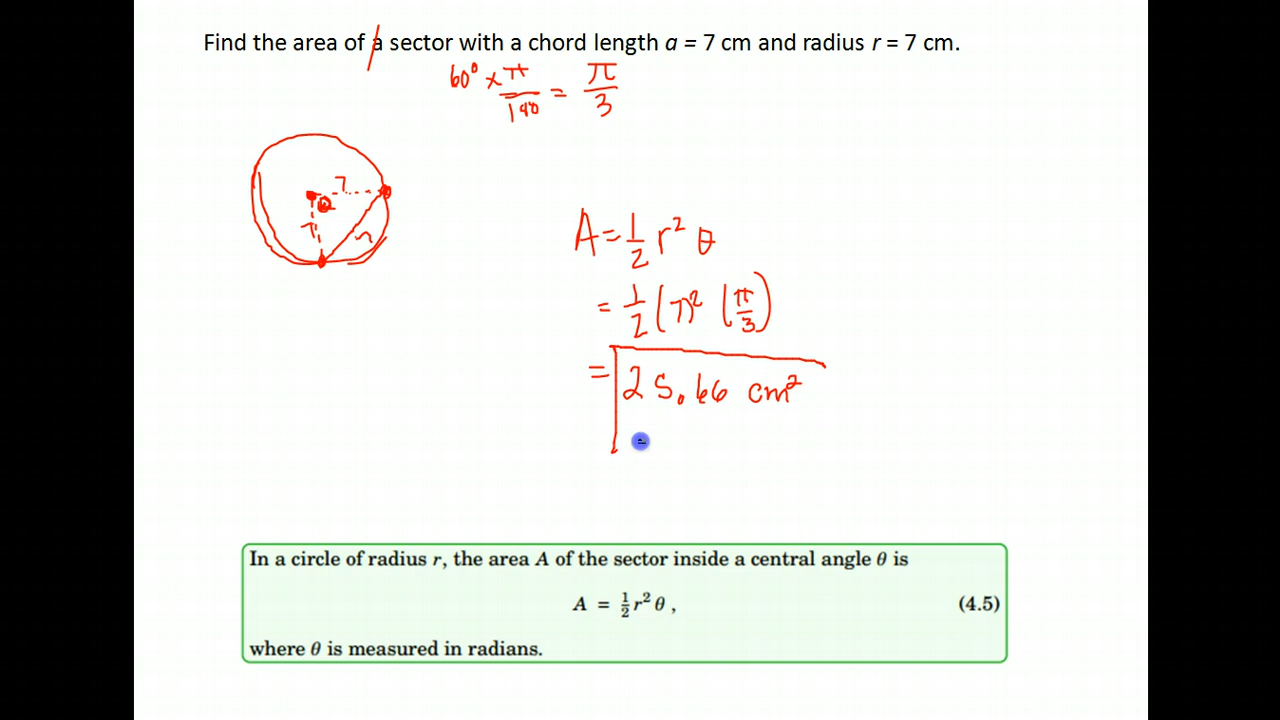 Find the area of a sector with a chord length a = 7 cm and radius r = 7 cm.
60° × π/180 = π/3
7
7
7
A = 1/2 r² θ
= 1/2 (7)² (π/3)
= 25.66 cm²
In a circle of radius r, the area A of the sector inside a central angle θ is
A = 1/2 r² θ , (4.5)
where θ is measured in radians.